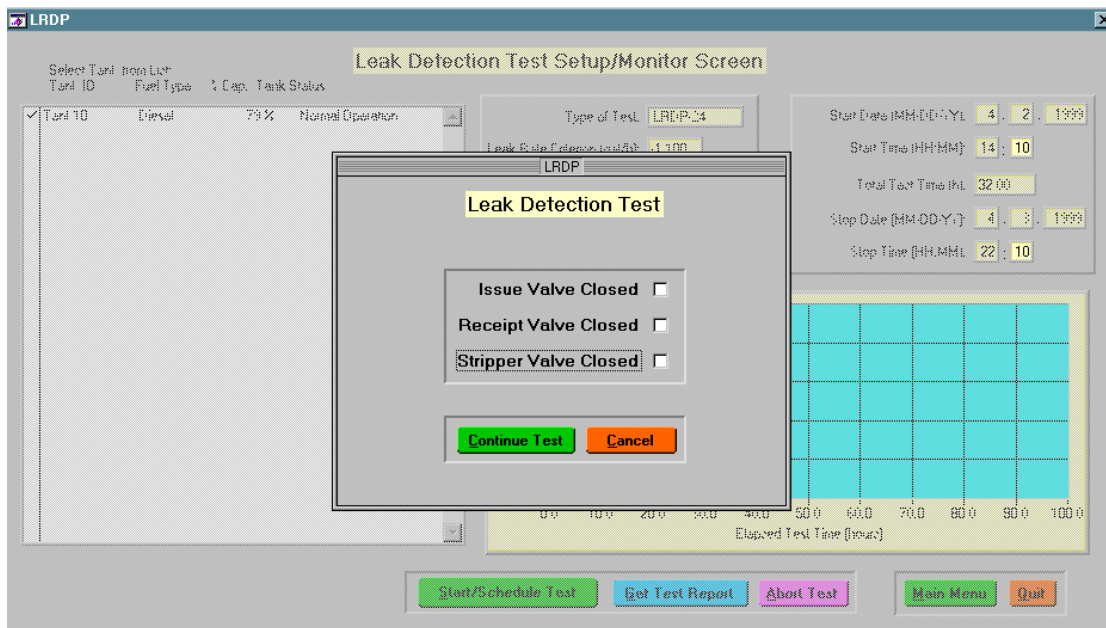 LRDP
Leak Detection Test Setup/Monitor Screen
Select Tank from List:
Tank ID Fuel Type % Cap. Tank Status
Tank 10 Diesel 79 % Normal Operation
Type of Test: LRDP-24
Start Date (MM-DD-YY): 4 - 2 - 1999
Start Time (HH:MM): 14 : 10
Total Test Time (h): 32.00
Stop Date (MM-DD-YY): 4 - 3 - 1999
Stop Time (HH:MM): 22 : 10
LRDP
Leak Detection Test
Issue Valve Closed
Receipt Valve Closed
Stripper Valve Closed
Continue Test Cancel
0.0 10.0 20.0 30.0 40.0 50.0 60.0 70.0 80.0 90.0 100.0
Elapsed Test Time (hours)
Start/Schedule Test Get Test Report Abort Test Main Menu Quit